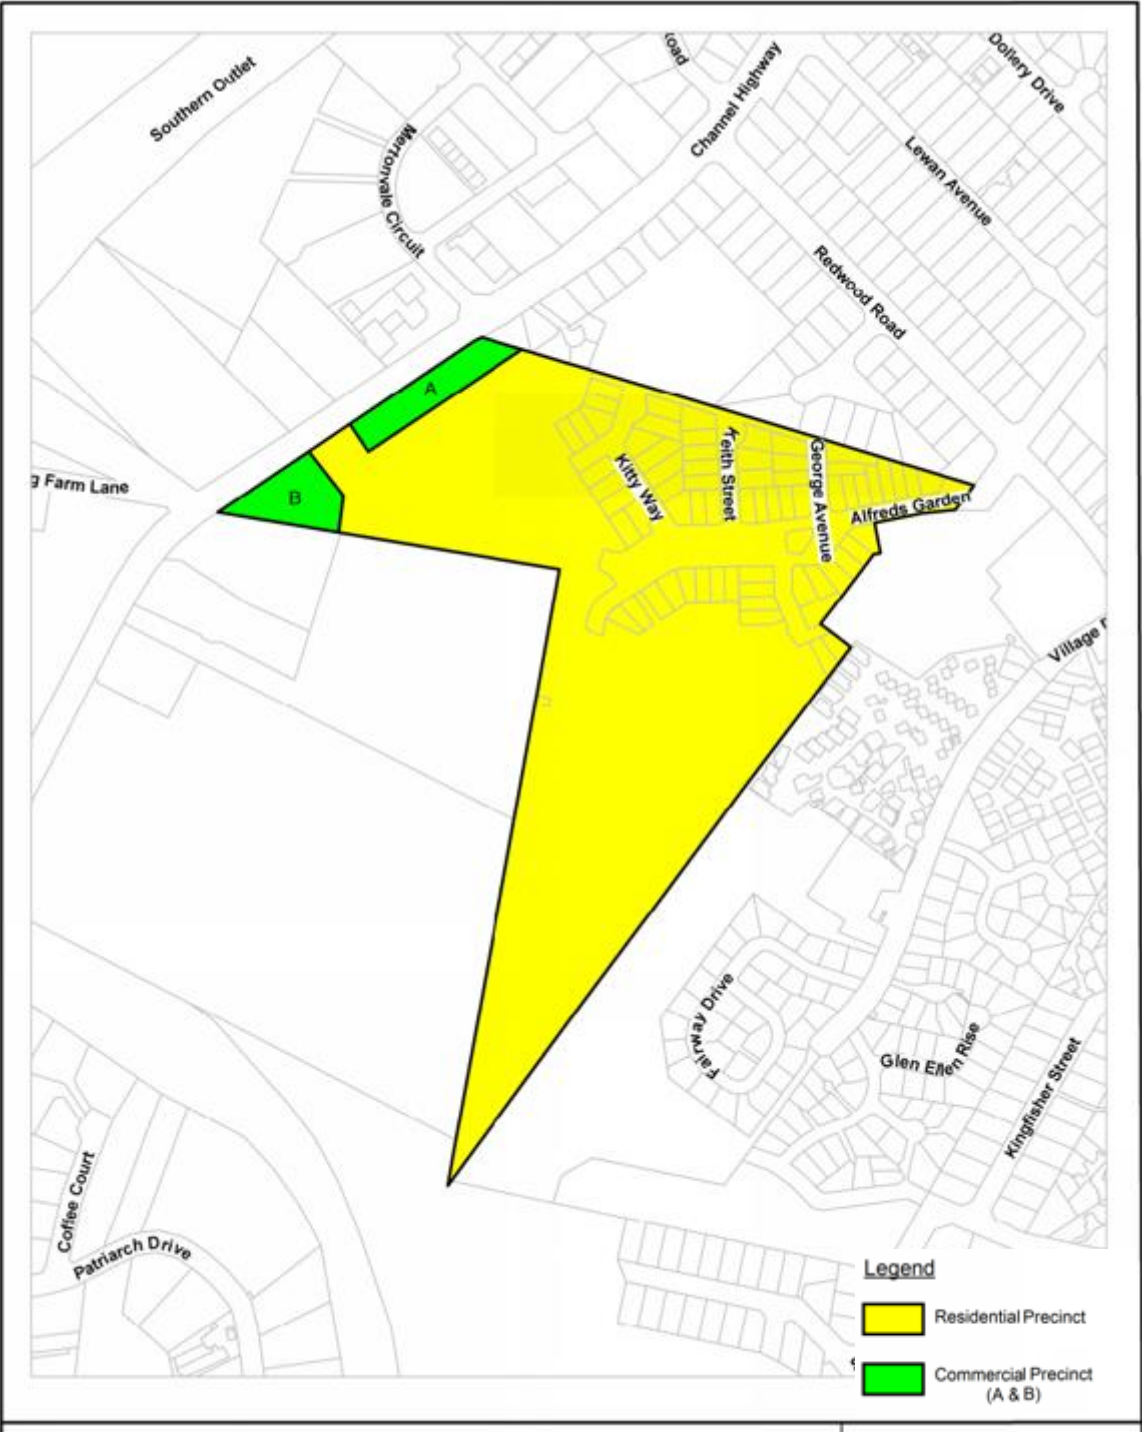 Southern Outlet
Mertonvale Circuit
Channel Highway
Dollery Drive
Lewan Avenue
Redwood Road
A
B
Farm Lane
Kitty Way
Keith Street
George Avenue
Alfreds Garden
Village
Fairway Drive
Glen Ellen Rise
Kingfisher Street
Coffee Court
Patriarch Drive
Legend
Residential Precinct
Commercial Precinct
(A & B)